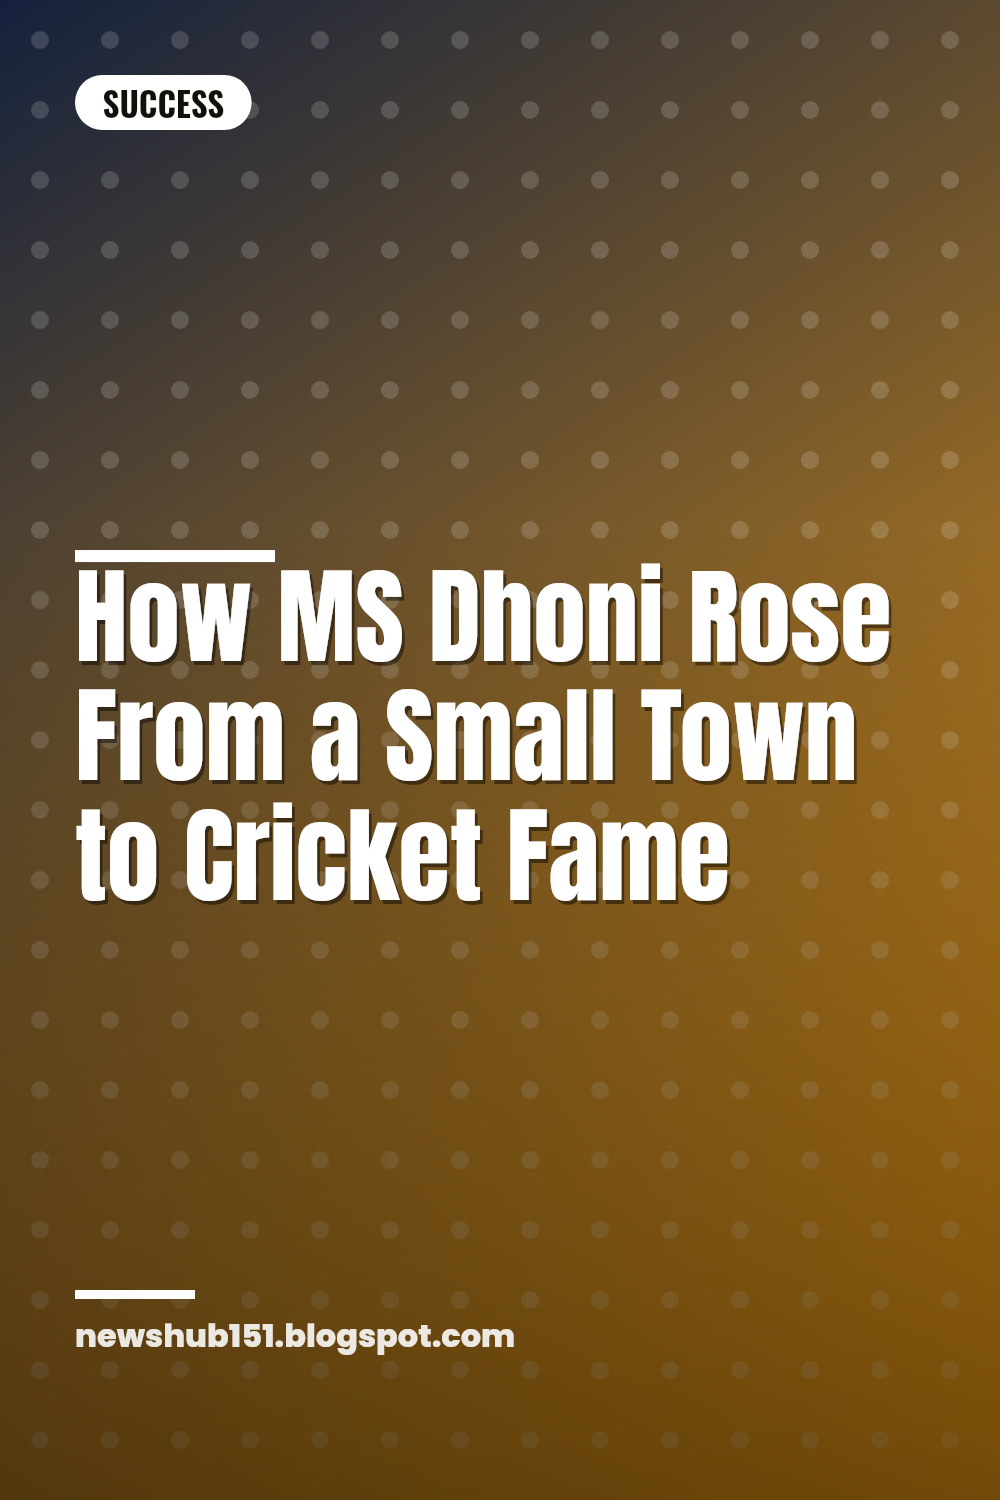 SUCCESS
How MS Dhoni Rose
From a Small Town
to Cricket Fame
newshub151.blogspot.com